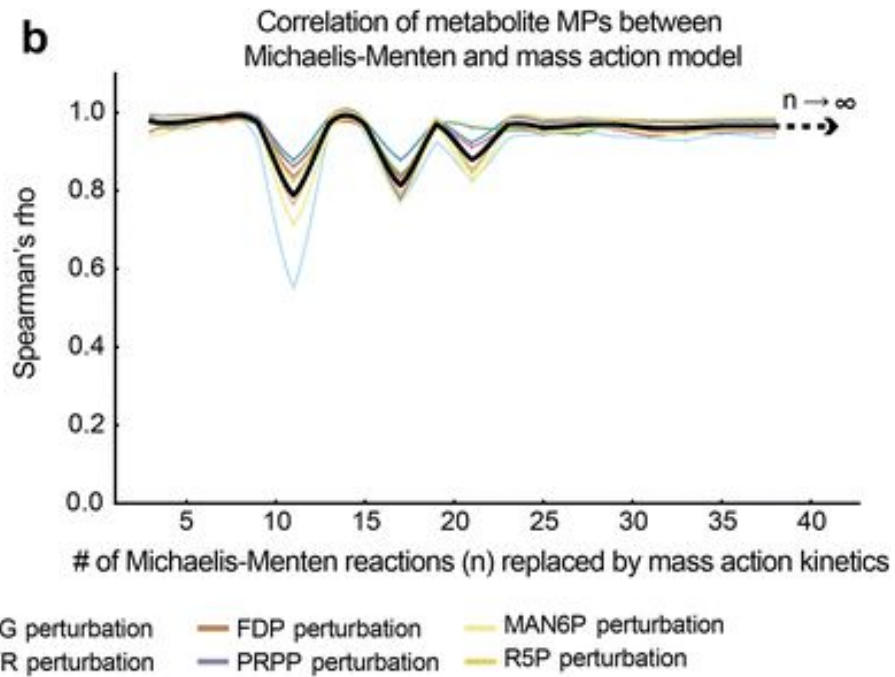 b
Correlation of metabolite MPs between
Michaelis-Menten and mass action model
n → ∞
Spearman's rho
1.0
0.8
0.6
0.4
0.2
0.0
5 10 15 20 25 30 35 40
# of Michaelis-Menten reactions (n) replaced by mass action kinetics
G perturbation FDP perturbation MAN6P perturbation
R perturbation PRPP perturbation R5P perturbation